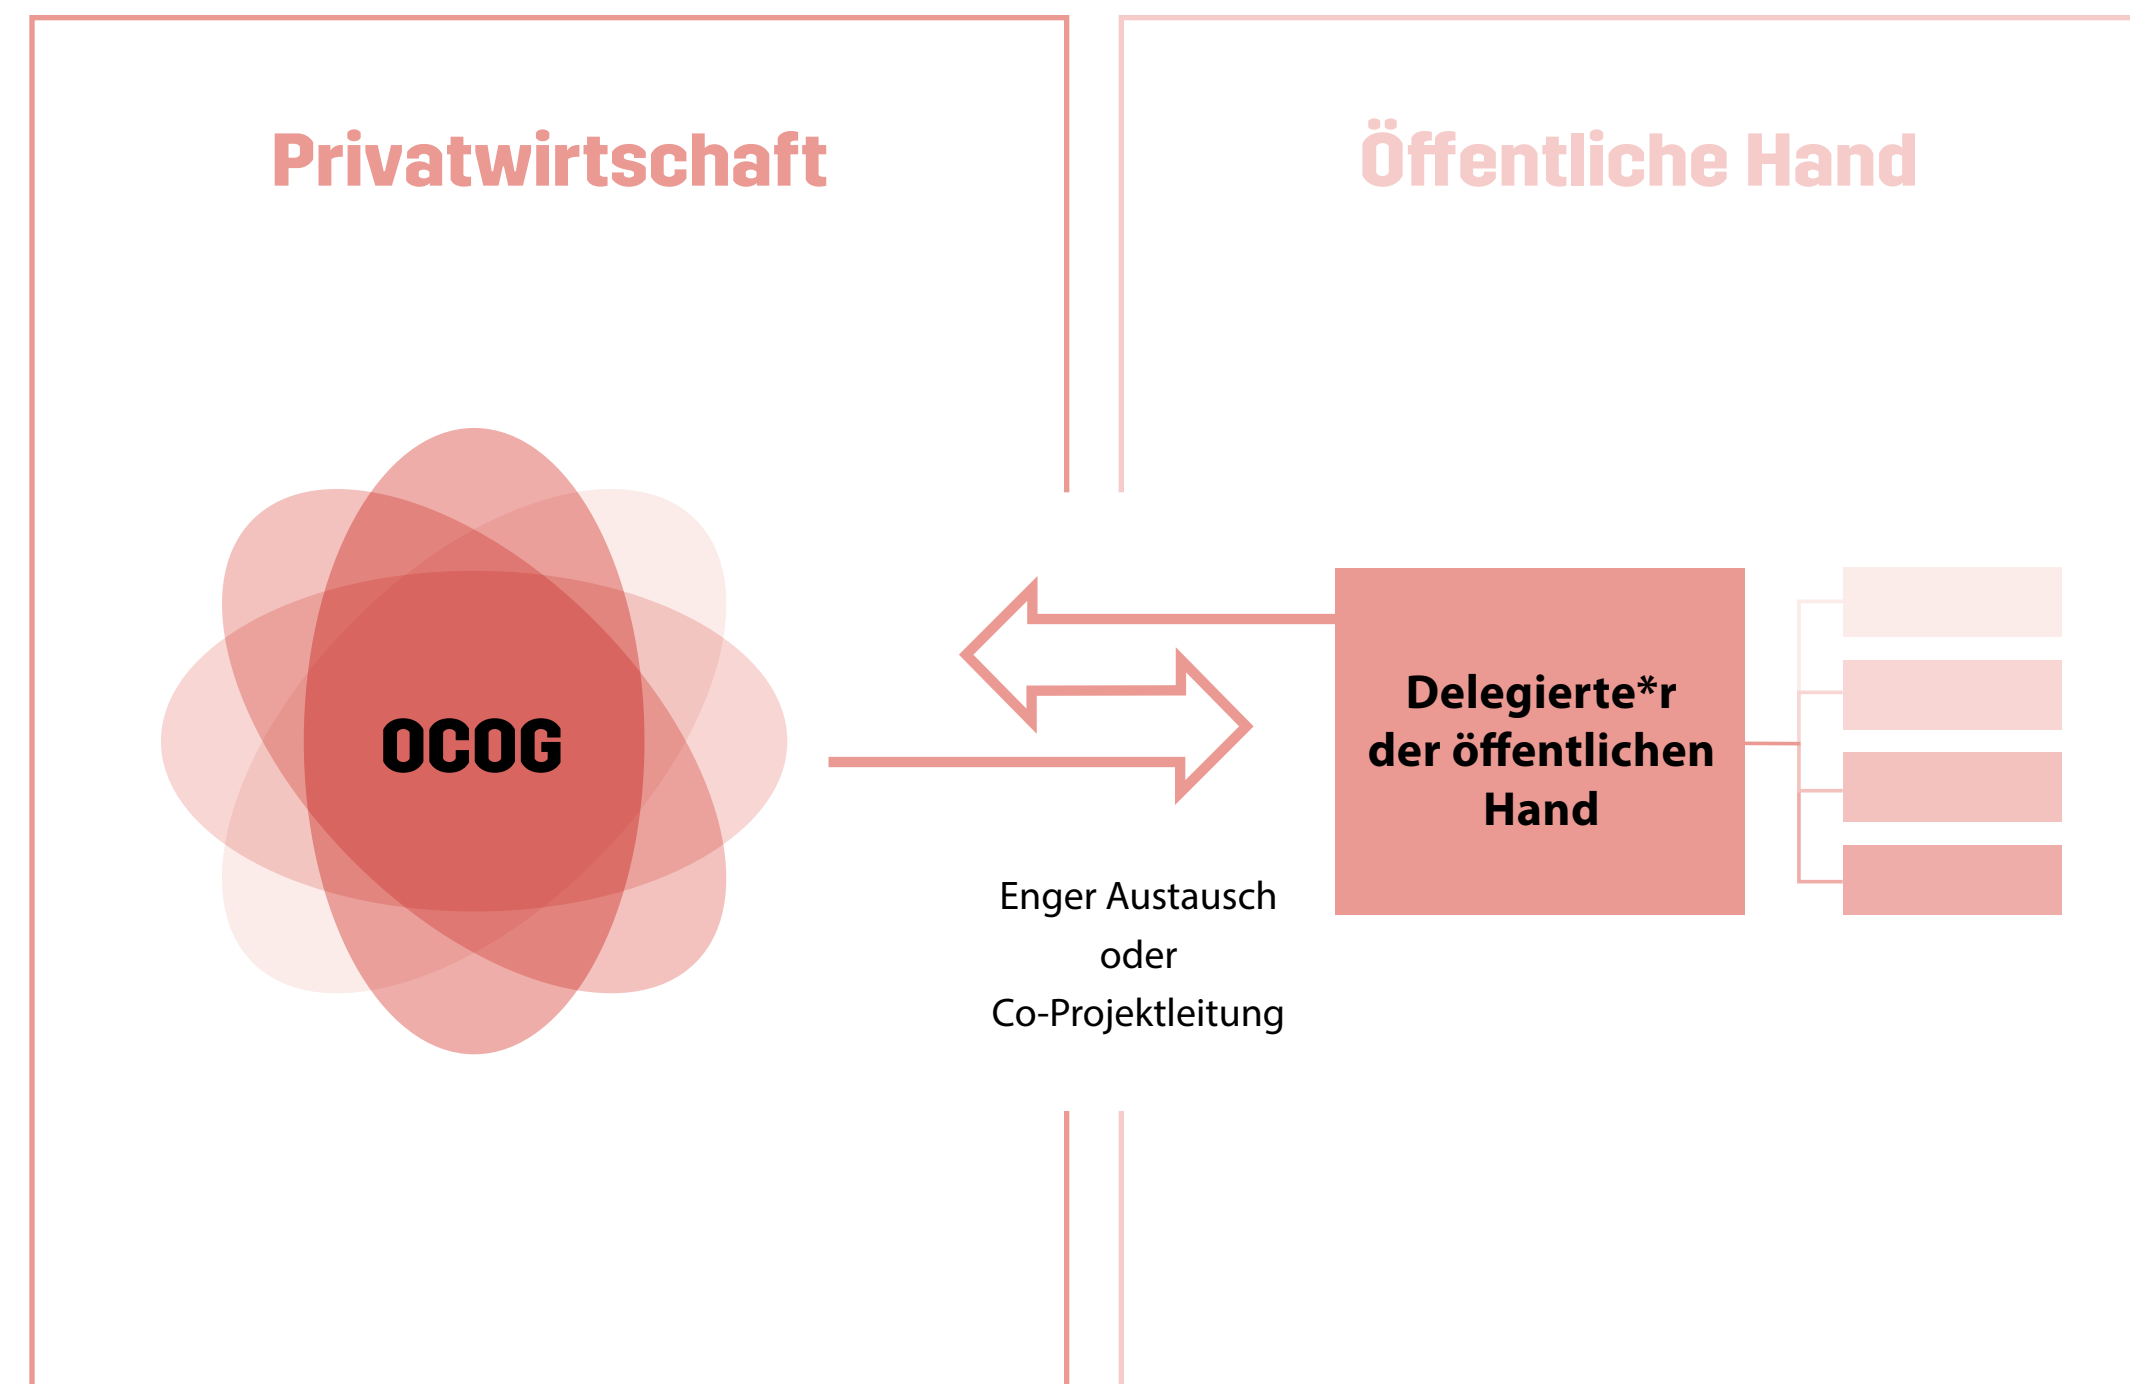 Privatwirtschaft
Öffentliche Hand
OCOG
Delegierte*r
der öffentlichen
Hand
Enger Austausch
oder
Co-Projektleitung